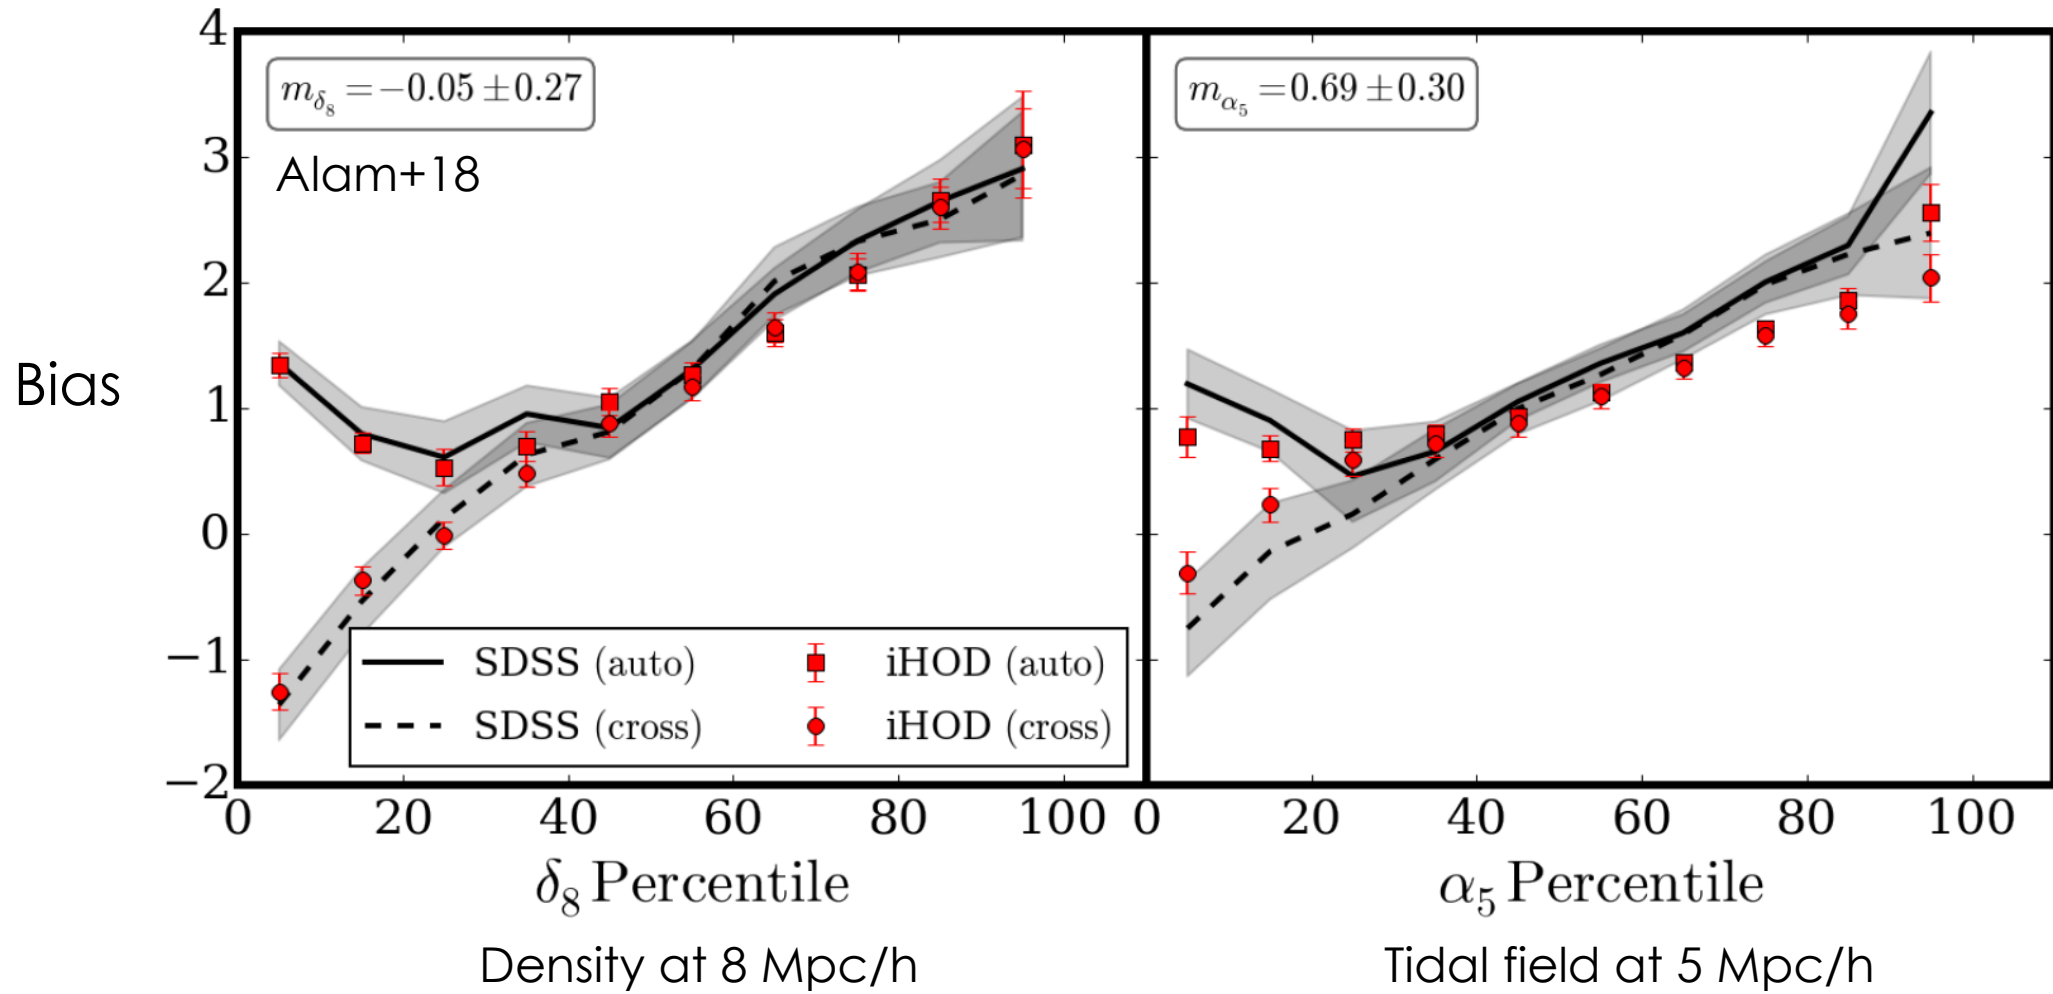 4
3
2
1
0
−1
−2
Bias
m_δ8 = −0.05 ± 0.27
Alam+18
SDSS (auto)
SDSS (cross)
iHOD (auto)
iHOD (cross)
0 20 40 60 80 100
δ8 Percentile
Density at 8 Mpc/h
m_α5 = 0.69 ± 0.30
0 20 40 60 80 100
α5 Percentile
Tidal field at 5 Mpc/h